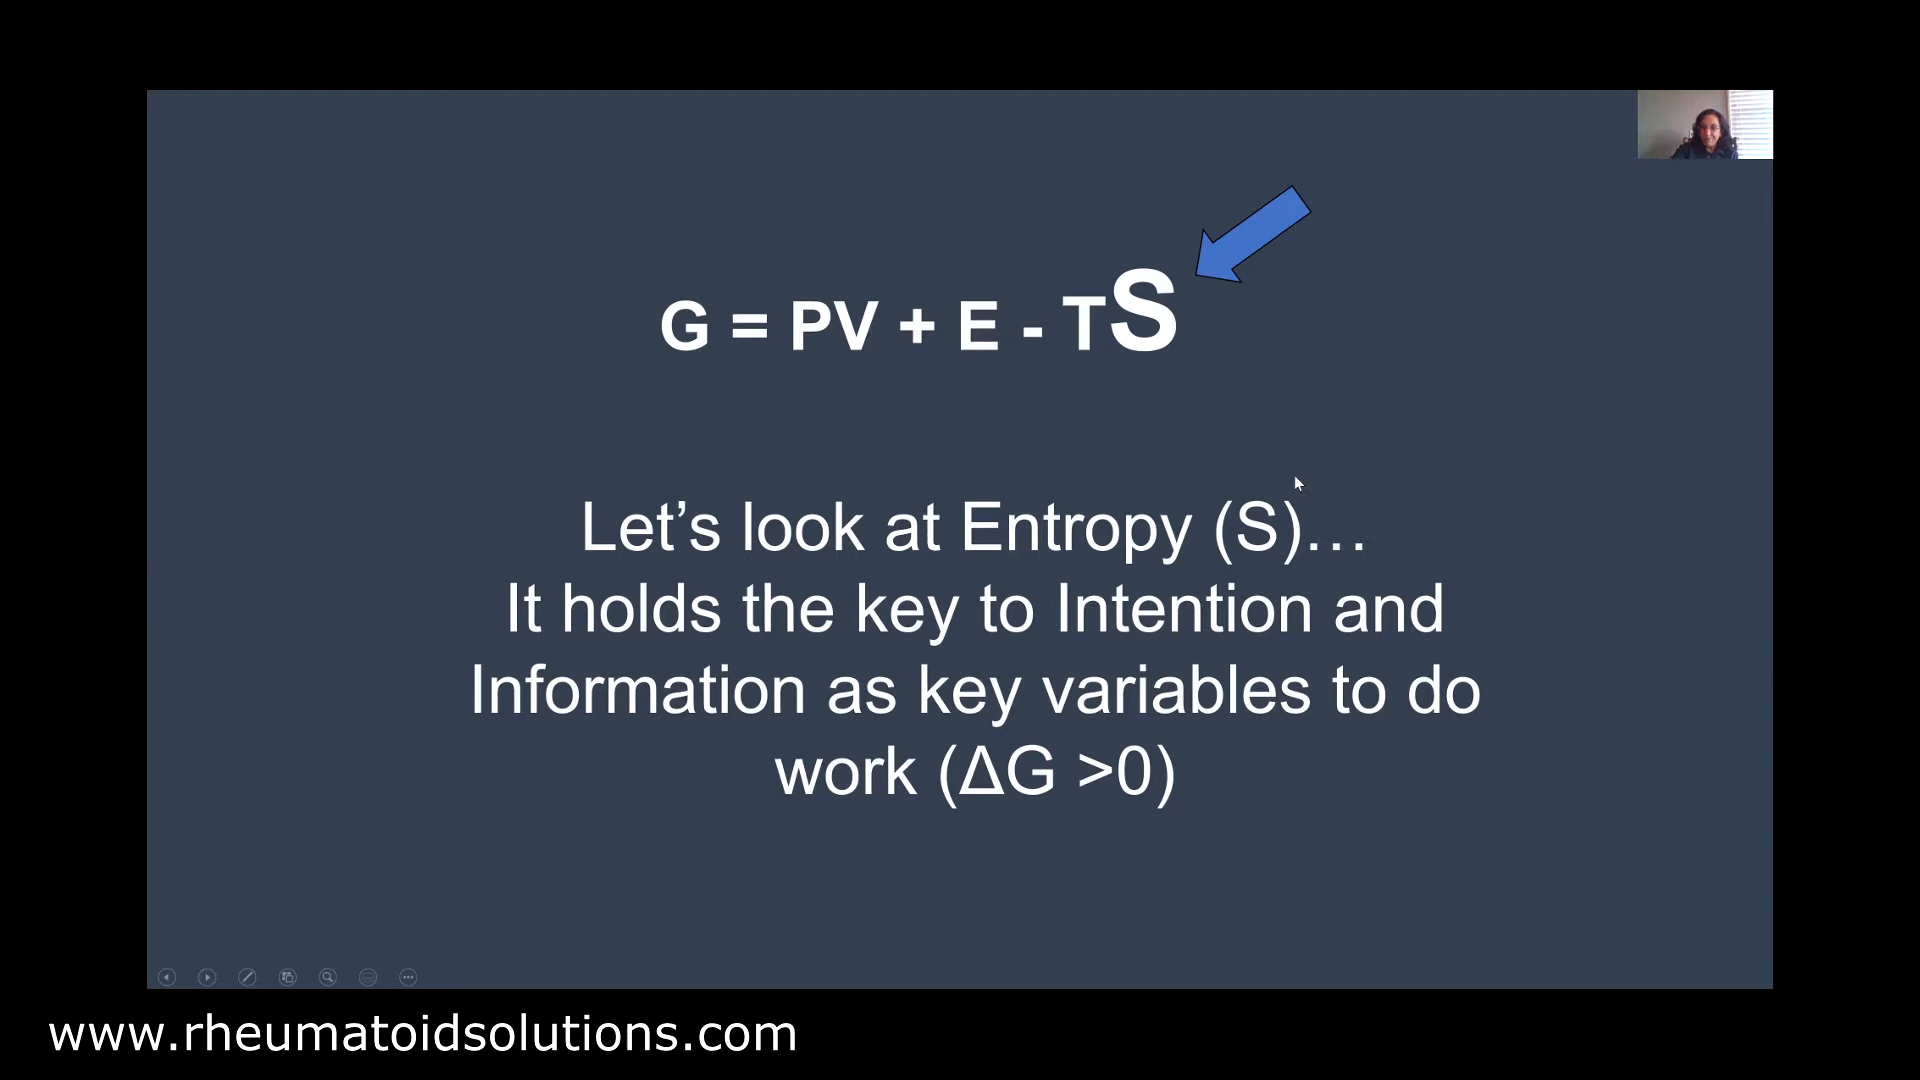 G = PV + E - TS
Let’s look at Entropy (S)…
It holds the key to Intention and
Information as key variables to do
work (ΔG >0)
www.rheumatoidsolutions.com